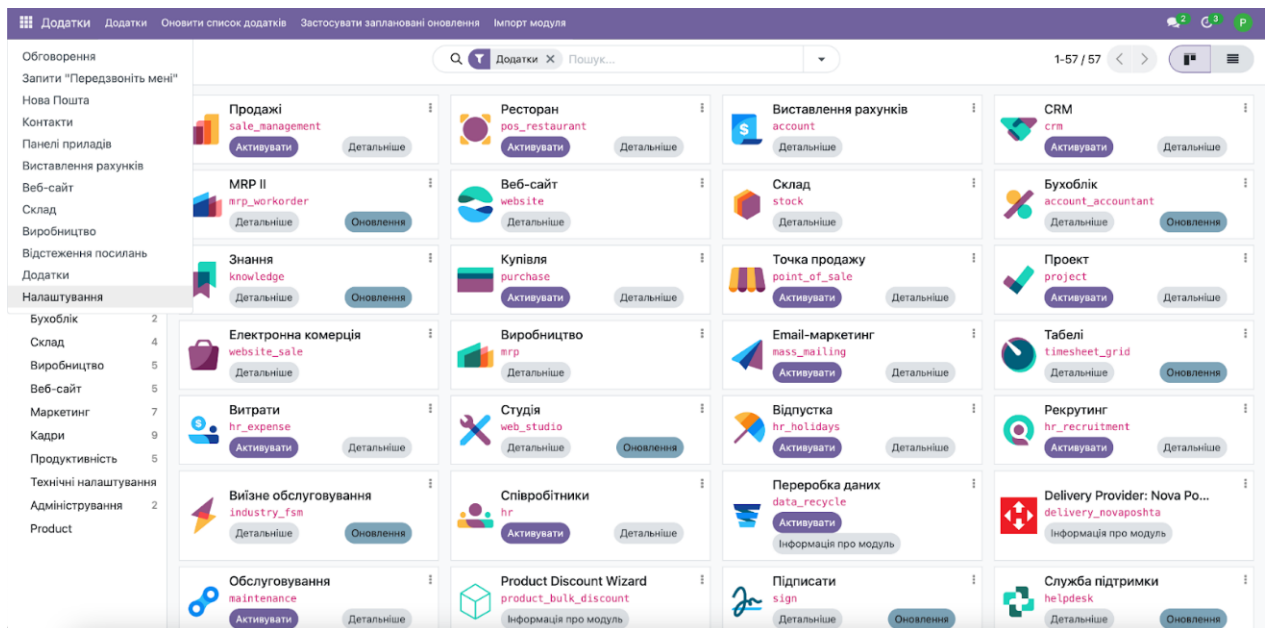 Додатки Додатки Оновити список додатків Застосувати заплановані оновлення Імпорт модуля 2 3 P
Додатки Пошук... 1-57 / 57
Обговорення
Запити "Передзвоніть мені"
Нова Пошта
Контакти
Панелі приладів
Виставлення рахунків
Веб-сайт
Склад
Виробництво
Відстеження посилань
Додатки
Налаштування
Бухоблік 2
Склад 4
Виробництво 5
Веб-сайт 5
Маркетинг 7
Кадри 9
Продуктивність 5
Технічні налаштування
Адміністрування 2
Product
Продажі
sale_management
Активувати Детальніше
Ресторан
pos_restaurant
Активувати Детальніше
Виставлення рахунків
account
Детальніше
CRM
crm
Активувати Детальніше
MRP II
mrp_workorder
Детальніше Оновлення
Веб-сайт
website
Детальніше
Склад
stock
Детальніше
Бухоблік
account_accountant
Детальніше Оновлення
Знання
knowledge
Детальніше Оновлення
Купівля
purchase
Активувати Детальніше
Точка продажу
point_of_sale
Активувати Детальніше
Проект
project
Активувати Детальніше
Електронна комерція
website_sale
Детальніше
Виробництво
mrp
Детальніше
Email-маркетинг
mass_mailing
Активувати Детальніше
Табелі
timesheet_grid
Детальніше Оновлення
Витрати
hr_expense
Активувати Детальніше
Студія
web_studio
Детальніше Оновлення
Відпустка
hr_holidays
Активувати Детальніше
Рекрутинг
hr_recruitment
Активувати Детальніше
Виїзне обслуговування
industry_fsm
Детальніше Оновлення
Співробітники
hr
Активувати Детальніше
Переробка даних
data_recycle
Активувати
Інформація про модуль
Delivery Provider: Nova Po...
delivery_novaposhta
Інформація про модуль
Обслуговування
maintenance
Активувати Детальніше
Product Discount Wizard
product_bulk_discount
Інформація про модуль
Підписати
sign
Детальніше Оновлення
Служба підтримки
helpdesk
Детальніше Оновлення